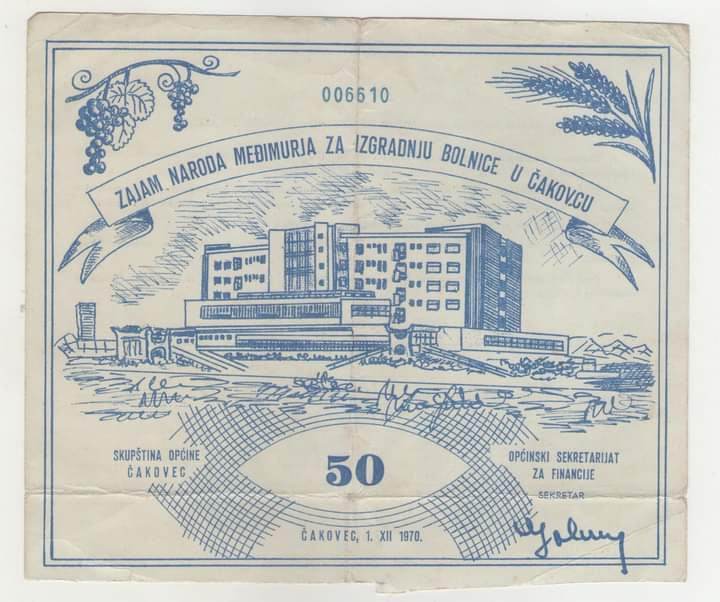 006610
ZAJAM NARODA MEĐIMURJA ZA IZGRADNJU BOLNICE U ČAKOVCU
SKUPŠTINA OPĆINE
ČAKOVEC
50
OPĆINSKI SEKRETARIJAT
ZA FINANCIJE
SEKRETAR
ČAKOVEC, 1. XII 1970.